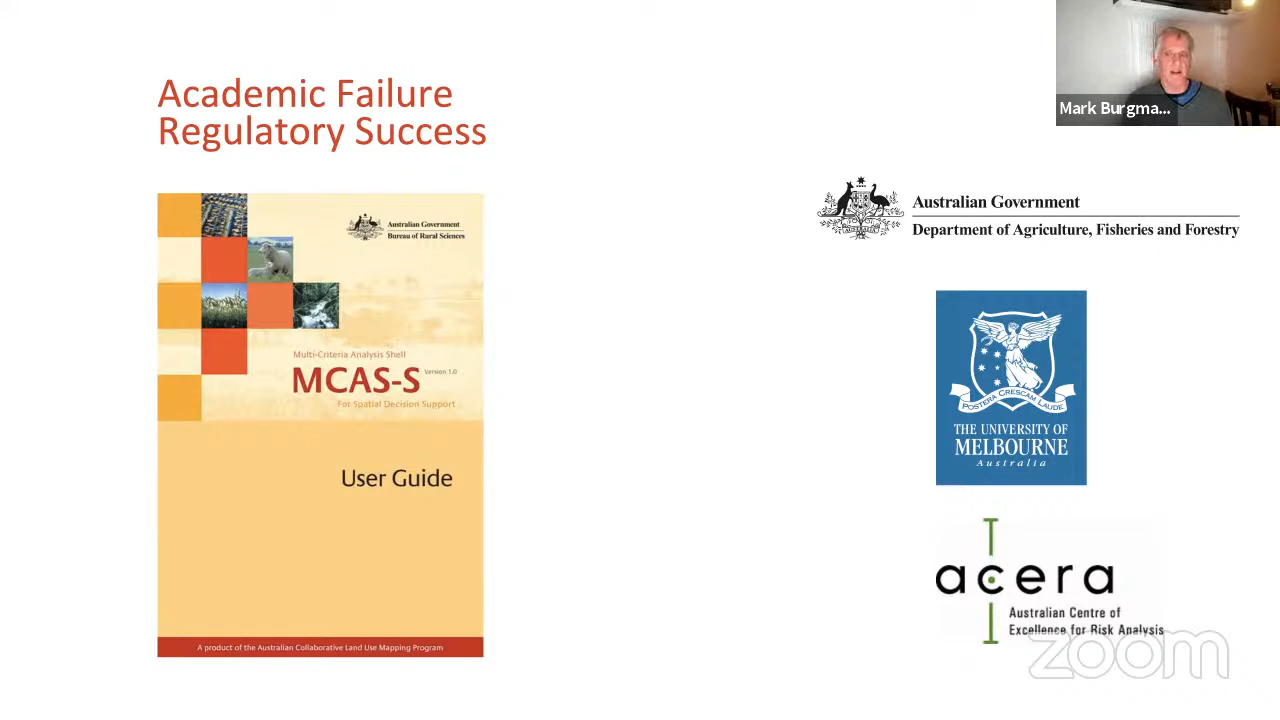 Academic Failure
Regulatory Success
Mark Burgma...
Australian Government
Bureau of Rural Sciences
Multi-Criteria Analysis Shell
MCAS-S Version 1.0
For Spatial Decision Support
User Guide
A product of the Australian Collaborative Land Use Mapping Program
Australian Government
Department of Agriculture, Fisheries and Forestry
POSTERA CRESCAM LAUDE
THE UNIVERSITY OF
MELBOURNE
Australia
acera
Australian Centre of
Excellence for Risk Analysis
zoom